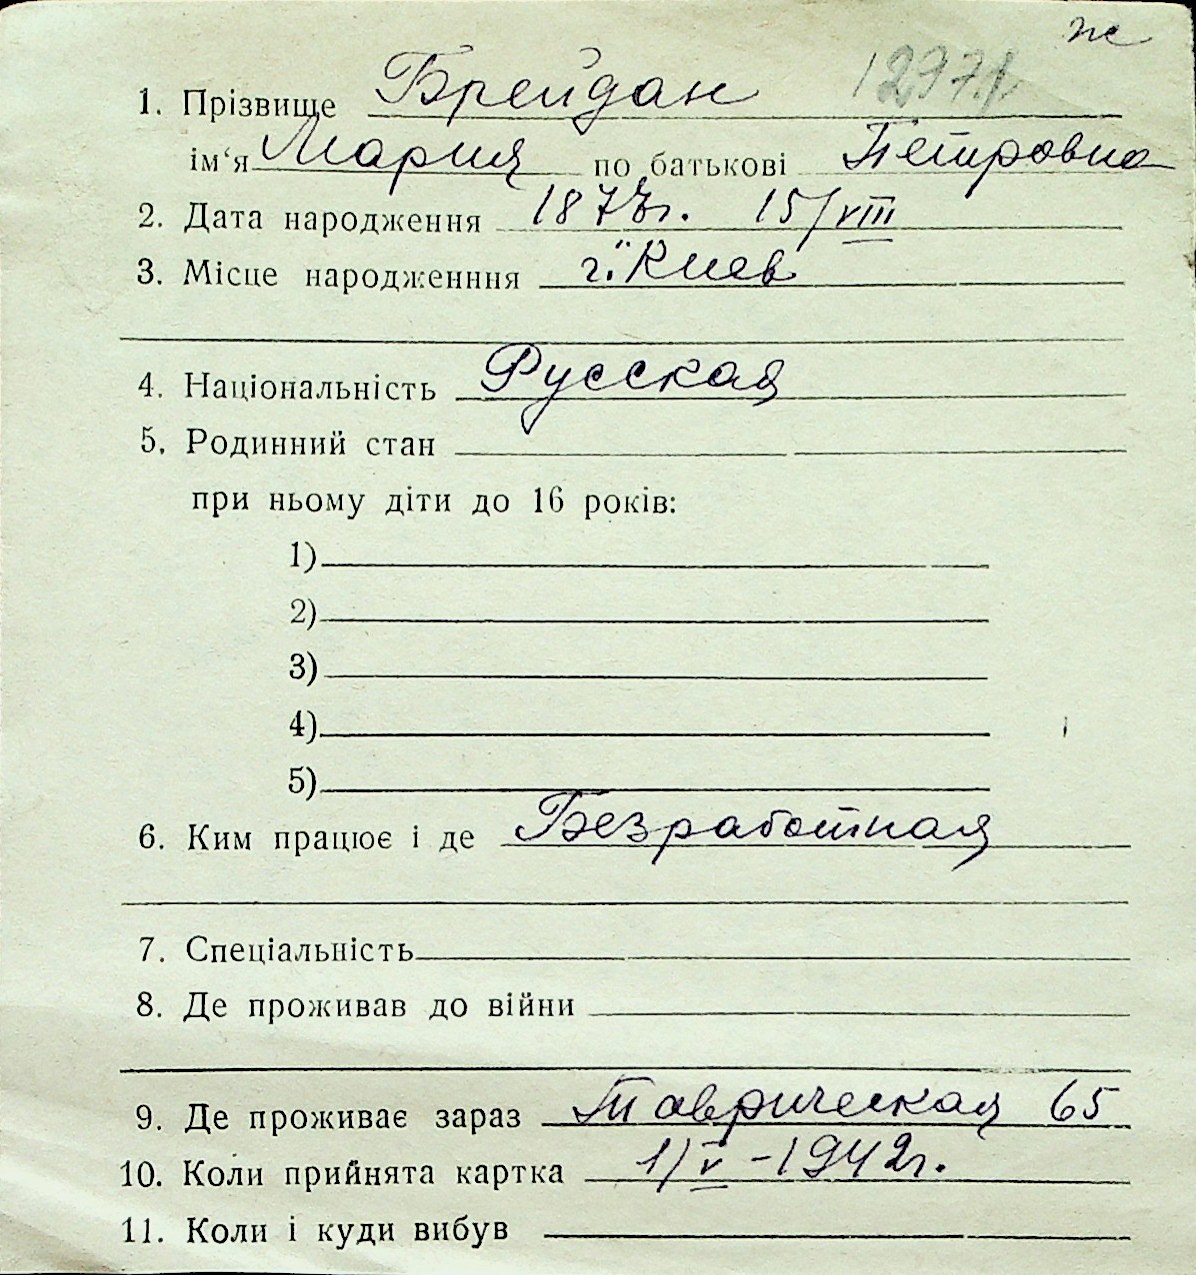 ж
1. Прізвище Брейдан
ім‘я Мария по батькові Петровна
2. Дата народження 15/VIII
3. Місце народженння г. Киев
4. Національність Русская
5. Родинний стан
при ньому діти до 16 років:
1)
2)
3)
4)
5)
6. Ким працює і де Безработная
7. Спеціальність
8. Де проживав до війни
9. Де проживає зараз Таврическая 65
10. Коли прийнята картка 1/V-1942г.
11. Коли і куди вибув